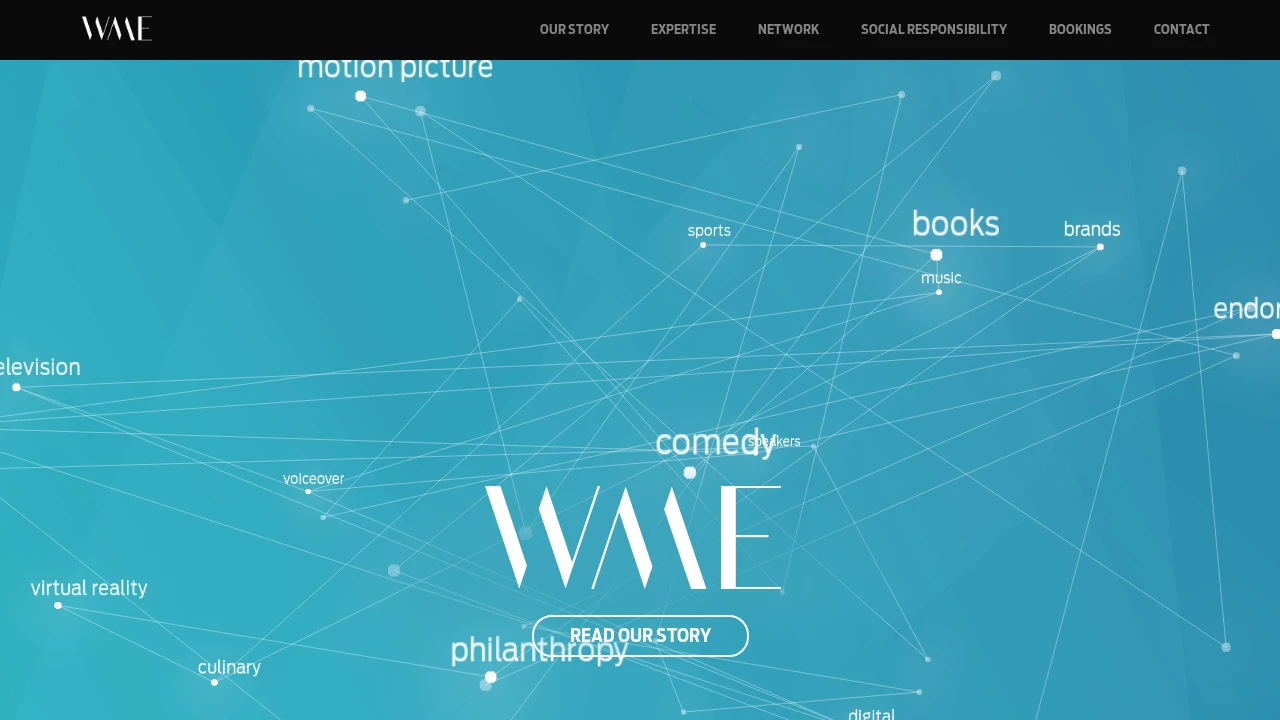 WME
OUR STORY
EXPERTISE
NETWORK
SOCIAL RESPONSIBILITY
BOOKINGS
CONTACT
motion picture
sports
books
brands
music
endor
elevision
comedy
speakers
voiceover
WME
virtual reality
READ OUR STORY
philanthropy
culinary
digital